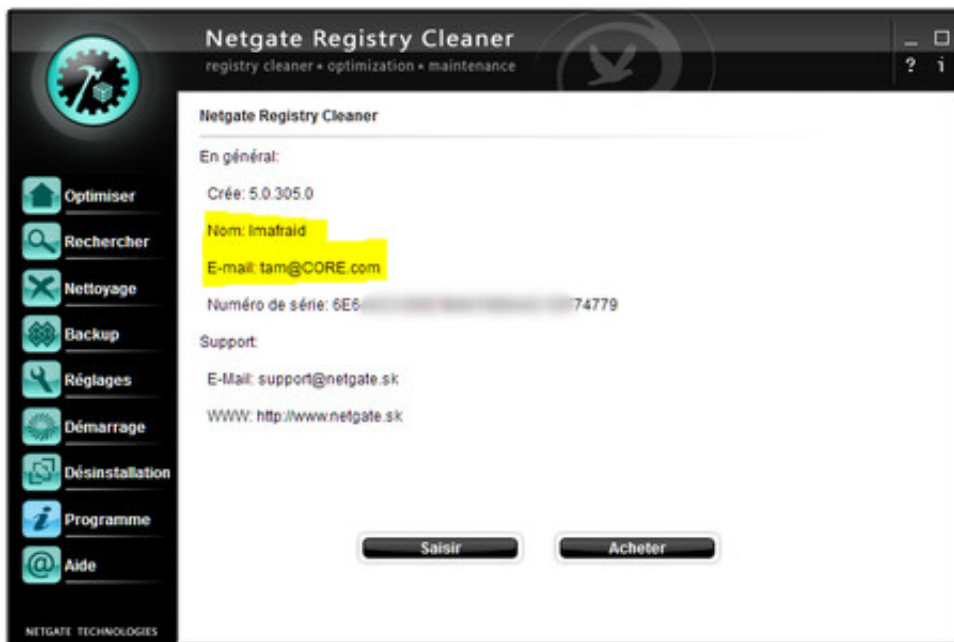 Netgate Registry Cleaner
registry cleaner • optimization • maintenance
? i
Netgate Registry Cleaner
En général:
Crée: 5.0.305.0
Nom: Imafraid
E-mail: tam@CORE.com
Numéro de série: 6E6 74779
Support:
E-Mail: support@netgate.sk
WWW: http://www.netgate.sk
Optimiser
Rechercher
Nettoyage
Backup
Réglages
Démarrage
Désinstallation
Programme
Aide
Saisir Acheter
NETGATE TECHNOLOGIES